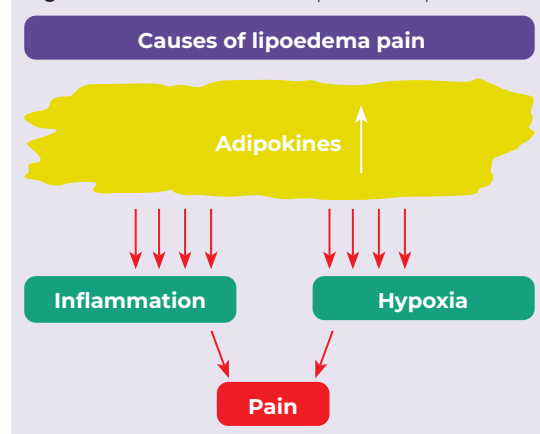 Causes of lipoedema pain
Adipokines
Inflammation
Hypoxia
Pain